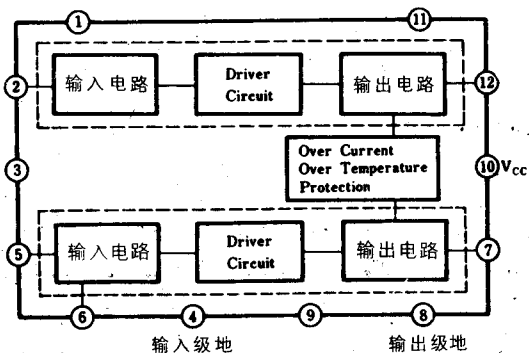 ① ⑪
② 输入电路 Driver Circuit 输出电路 ⑫
Over Current
Over Temperature
Protection
③ ⑩ Vcc
⑤ 输入电路 Driver Circuit 输出电路 ⑦
⑥ ④ ⑨ ⑧
输入级地 输出级地